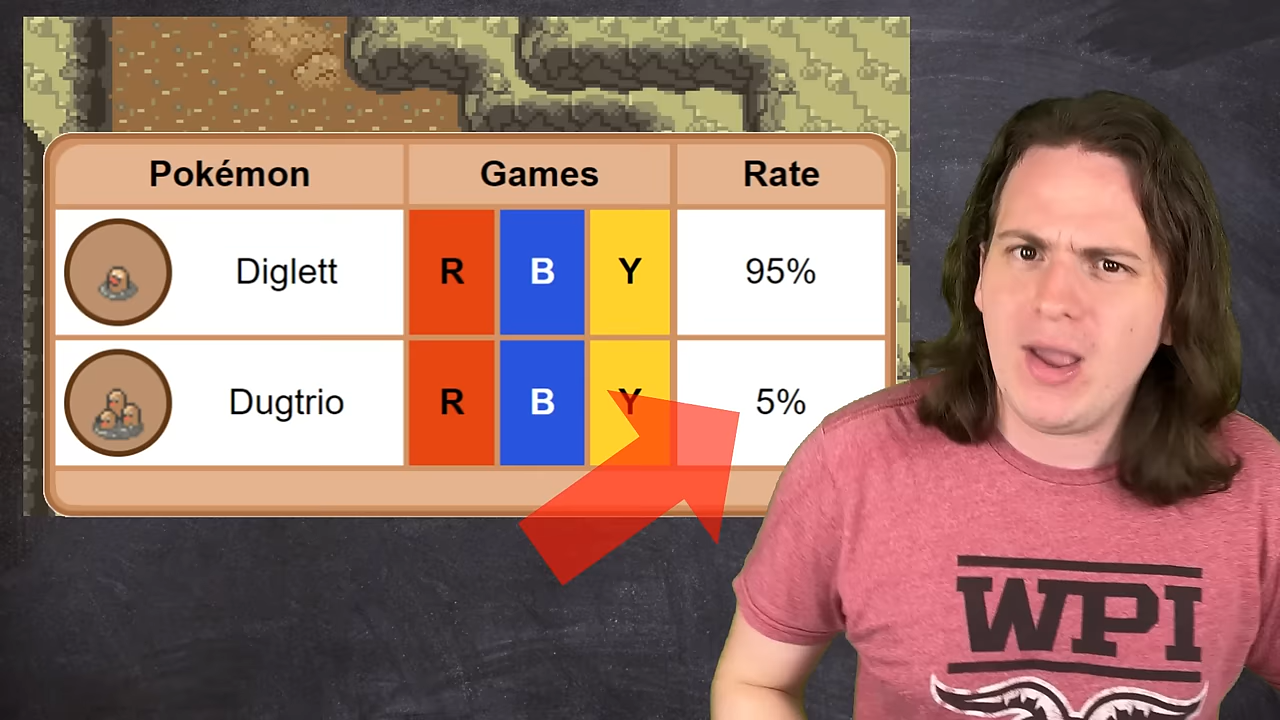 Pokémon Games Rate
Diglett R B Y 95%
Dugtrio R B Y 5%
WPI